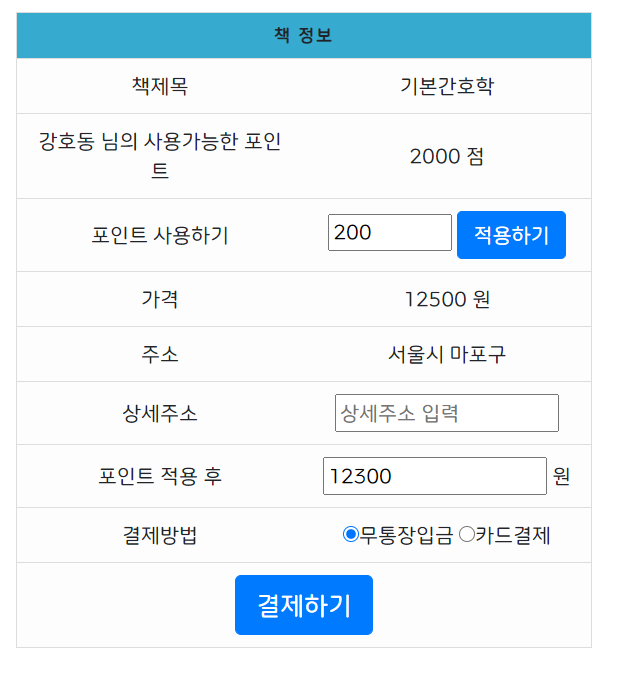 책 정보
책제목 기본간호학
강호동 님의 사용가능한 포인
트 2000 점
포인트 사용하기 200 적용하기
가격 12500 원
주소 서울시 마포구
상세주소 상세주소 입력
포인트 적용 후 12300 원
결제방법 무통장입금 카드결제
결제하기